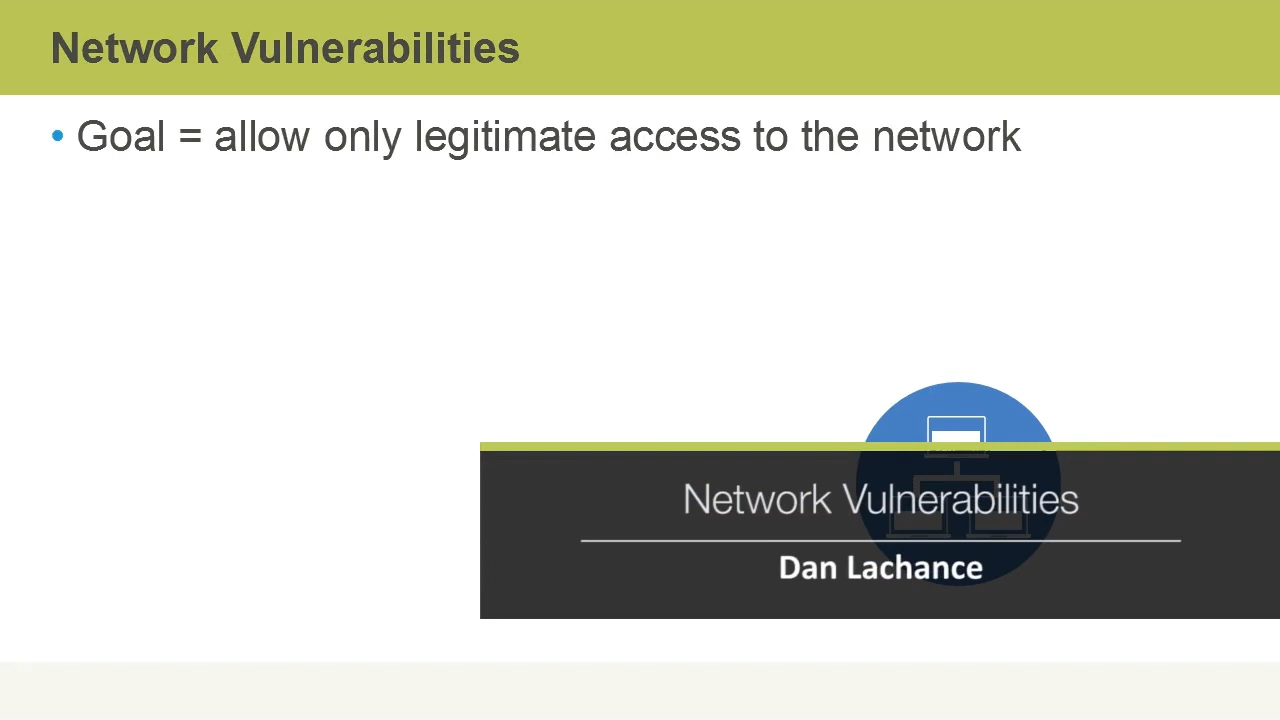 Network Vulnerabilities
• Goal = allow only legitimate access to the network
Network Vulnerabilities
Dan Lachance